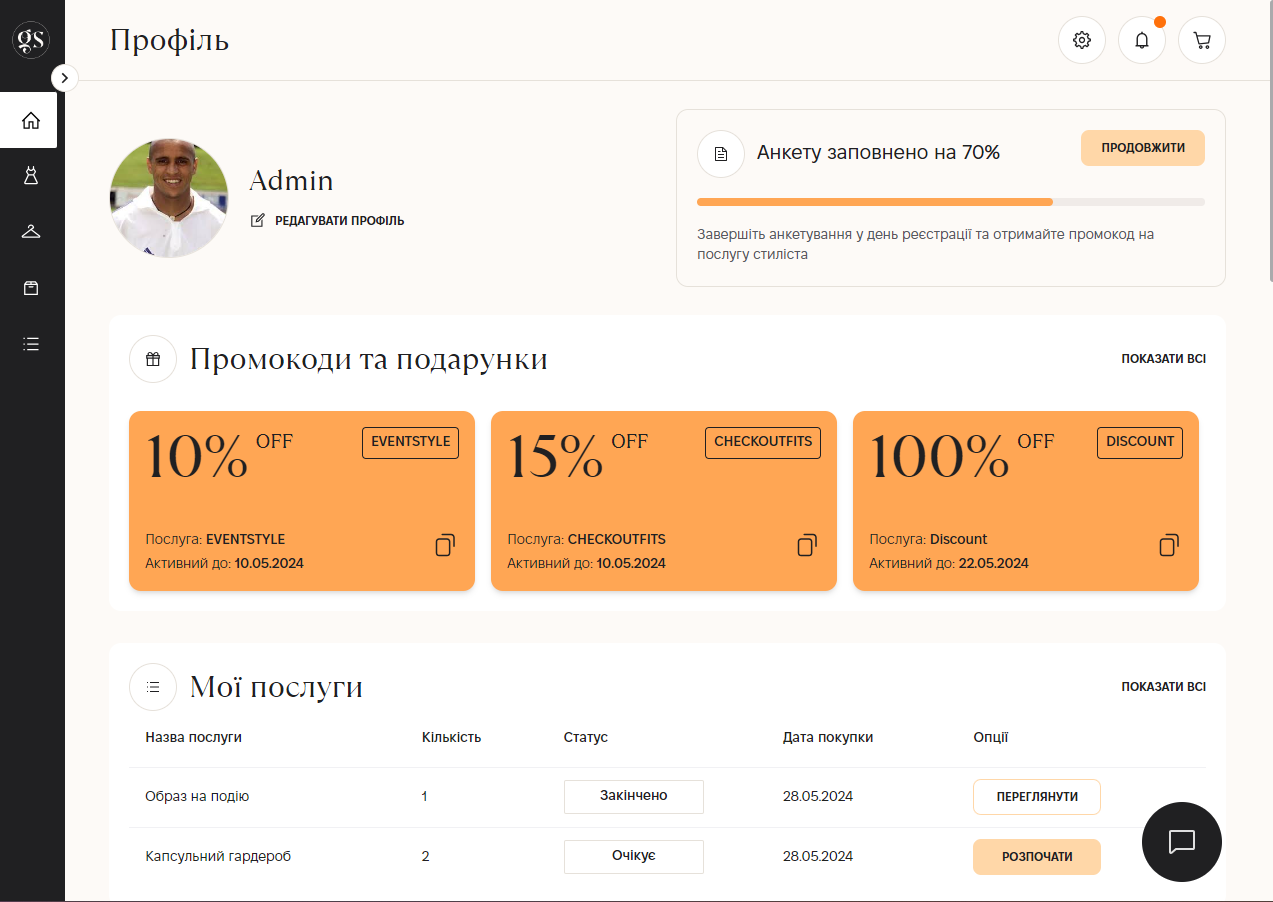 gs
Профіль
Admin
РЕДАГУВАТИ ПРОФІЛЬ
Анкету заповнено на 70%
ПРОДОВЖИТИ
Завершіть анкетування у день реєстрації та отримайте промокод на
послугу стиліста
Промокоди та подарунки
ПОКАЗАТИ ВСІ
10% OFF EVENTSTYLE
Послуга: EVENTSTYLE
Активний до: 10.05.2024
15% OFF CHECKOUTFITS
Послуга: CHECKOUTFITS
Активний до: 10.05.2024
100% OFF DISCOUNT
Послуга: Discount
Активний до: 22.05.2024
Мої послуги
ПОКАЗАТИ ВСІ
Назва послуги Кількість Статус Дата покупки Опції
Образ на подію 1 Закінчено 28.05.2024 ПЕРЕГЛЯНУТИ
Капсульний гардероб 2 Очікує 28.05.2024 РОЗПОЧАТИ